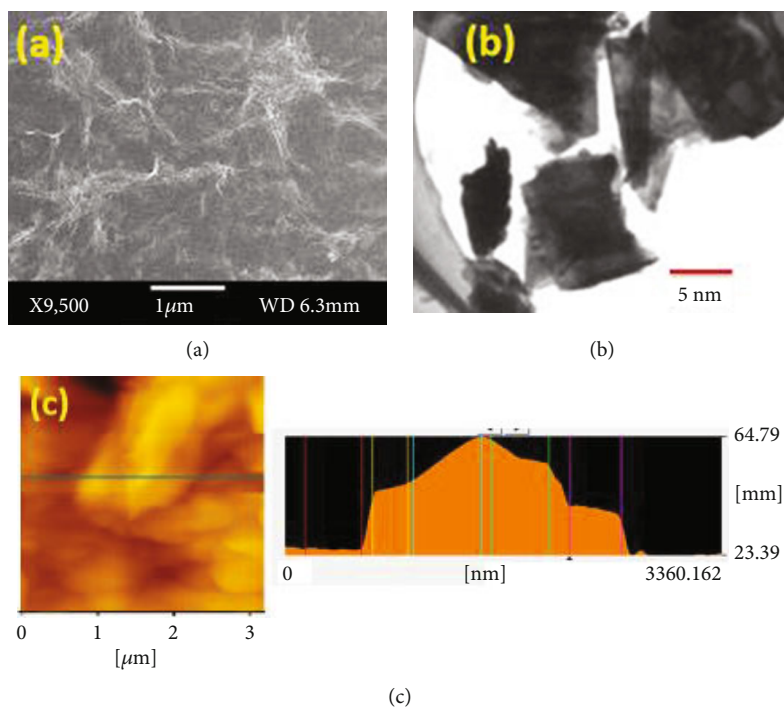 (a)
X9,500 1μm WD 6.3mm
(a)
(b)
5 nm
(b)
(c)
0 1 2 3
[μm]
64.79
[mm]
23.39
0 [nm] 3360.162
(c)